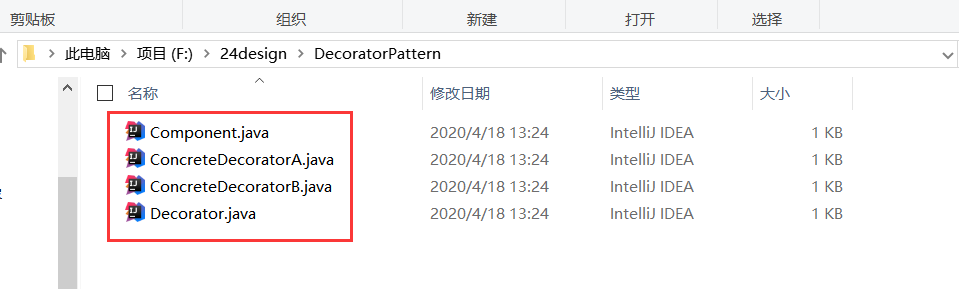 剪贴板 组织 新建 打开 选择
此电脑 > 项目 (F:) > 24design > DecoratorPattern
名称 修改日期 类型 大小
Component.java 2020/4/18 13:24 IntelliJ IDEA 1 KB
ConcreteDecoratorA.java 2020/4/18 13:24 IntelliJ IDEA 1 KB
ConcreteDecoratorB.java 2020/4/18 13:24 IntelliJ IDEA 1 KB
Decorator.java 2020/4/18 13:24 IntelliJ IDEA 1 KB